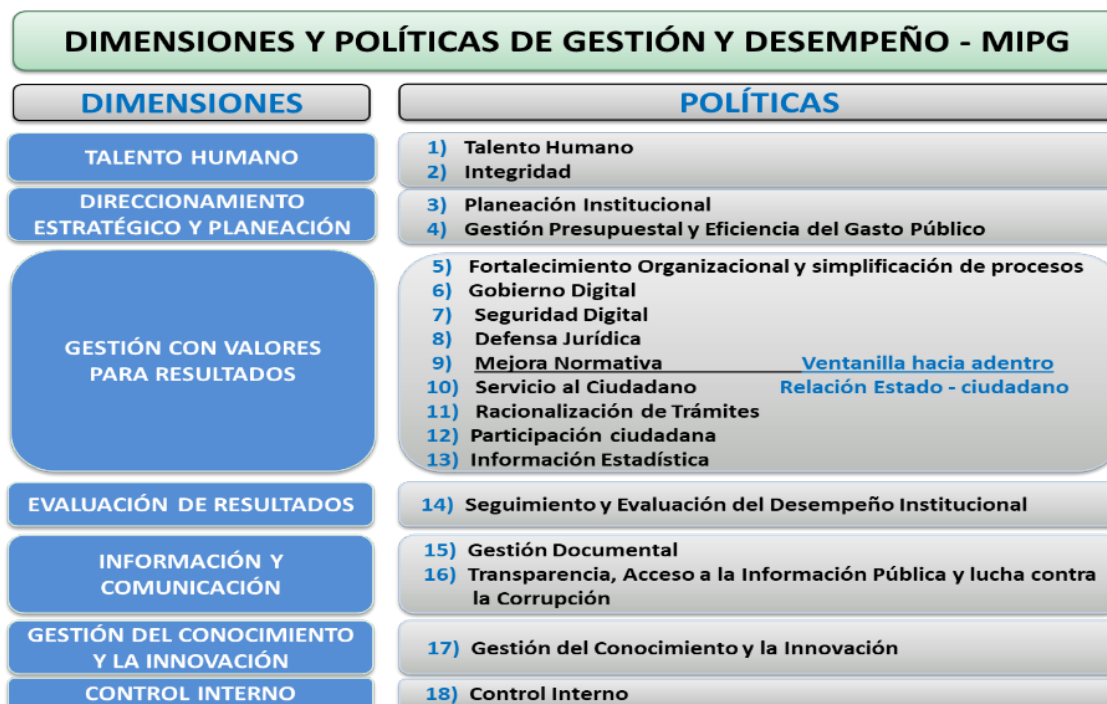 DIMENSIONES Y POLÍTICAS DE GESTIÓN Y DESEMPEÑO - MIPG
DIMENSIONES
POLÍTICAS
TALENTO HUMANO
1) Talento Humano
2) Integridad
DIRECCIONAMIENTO
ESTRATÉGICO Y PLANEACIÓN
3) Planeación Institucional
4) Gestión Presupuestal y Eficiencia del Gasto Público
GESTIÓN CON VALORES
PARA RESULTADOS
5) Fortalecimiento Organizacional y simplificación de procesos
6) Gobierno Digital
7) Seguridad Digital
8) Defensa Jurídica
9) Mejora Normativa Ventanilla hacia adentro
10) Servicio al Ciudadano Relación Estado - ciudadano
11) Racionalización de Trámites
12) Participación ciudadana
13) Información Estadística
EVALUACIÓN DE RESULTADOS
14) Seguimiento y Evaluación del Desempeño Institucional
INFORMACIÓN Y
COMUNICACIÓN
15) Gestión Documental
16) Transparencia, Acceso a la Información Pública y lucha contra
la Corrupción
GESTIÓN DEL CONOCIMIENTO
Y LA INNOVACIÓN
17) Gestión del Conocimiento y la Innovación
CONTROL INTERNO
18) Control Interno